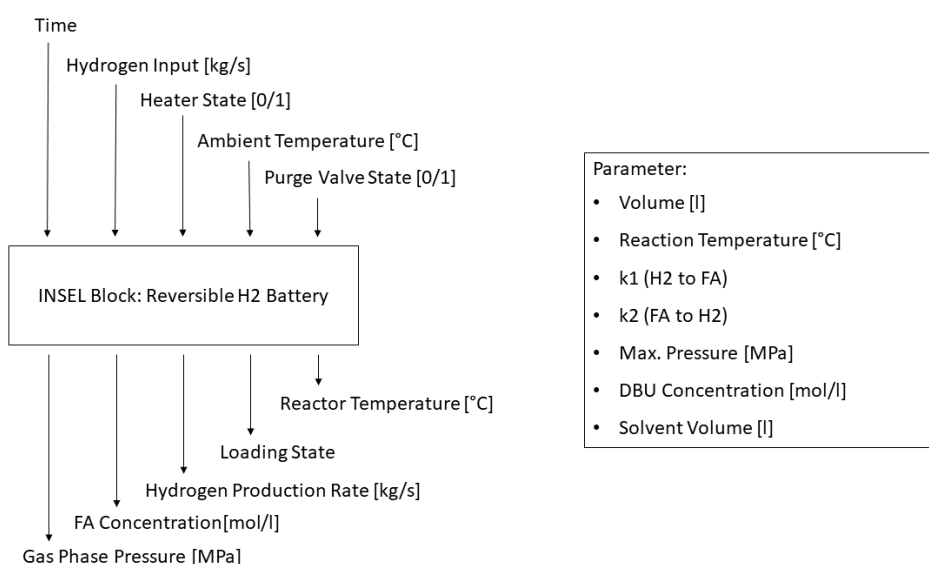 Time
Hydrogen Input [kg/s]
Heater State [0/1]
Ambient Temperature [°C]
Purge Valve State [0/1]
INSEL Block: Reversible H2 Battery
Reactor Temperature [°C]
Loading State
Hydrogen Production Rate [kg/s]
FA Concentration[mol/l]
Gas Phase Pressure [MPa]
Parameter:
• Volume [l]
• Reaction Temperature [°C]
• k1 (H2 to FA)
• k2 (FA to H2)
• Max. Pressure [MPa]
• DBU Concentration [mol/l]
• Solvent Volume [l]